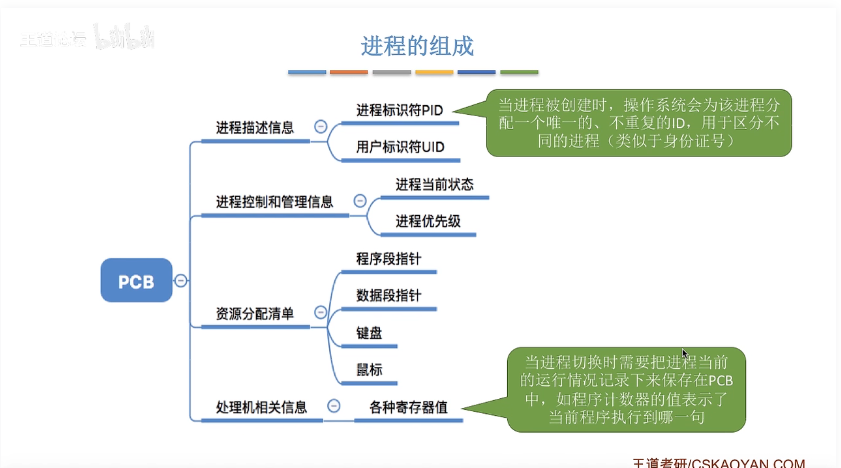 进程的组成
当进程被创建时，操作系统会为该进程分
配一个唯一的、不重复的ID，用于区分不
同的进程（类似于身份证号）
进程标识符PID
进程描述信息
用户标识符UID
进程当前状态
进程控制和管理信息
进程优先级
PCB
程序段指针
数据段指针
资源分配清单
键盘
鼠标
处理机相关信息
各种寄存器值
当进程切换时需要把进程当前
的运行情况记录下来保存在PCB
中，如程序计数器的值表示了
当前程序执行到哪一句
王道考研/CSKAOYAN.COM